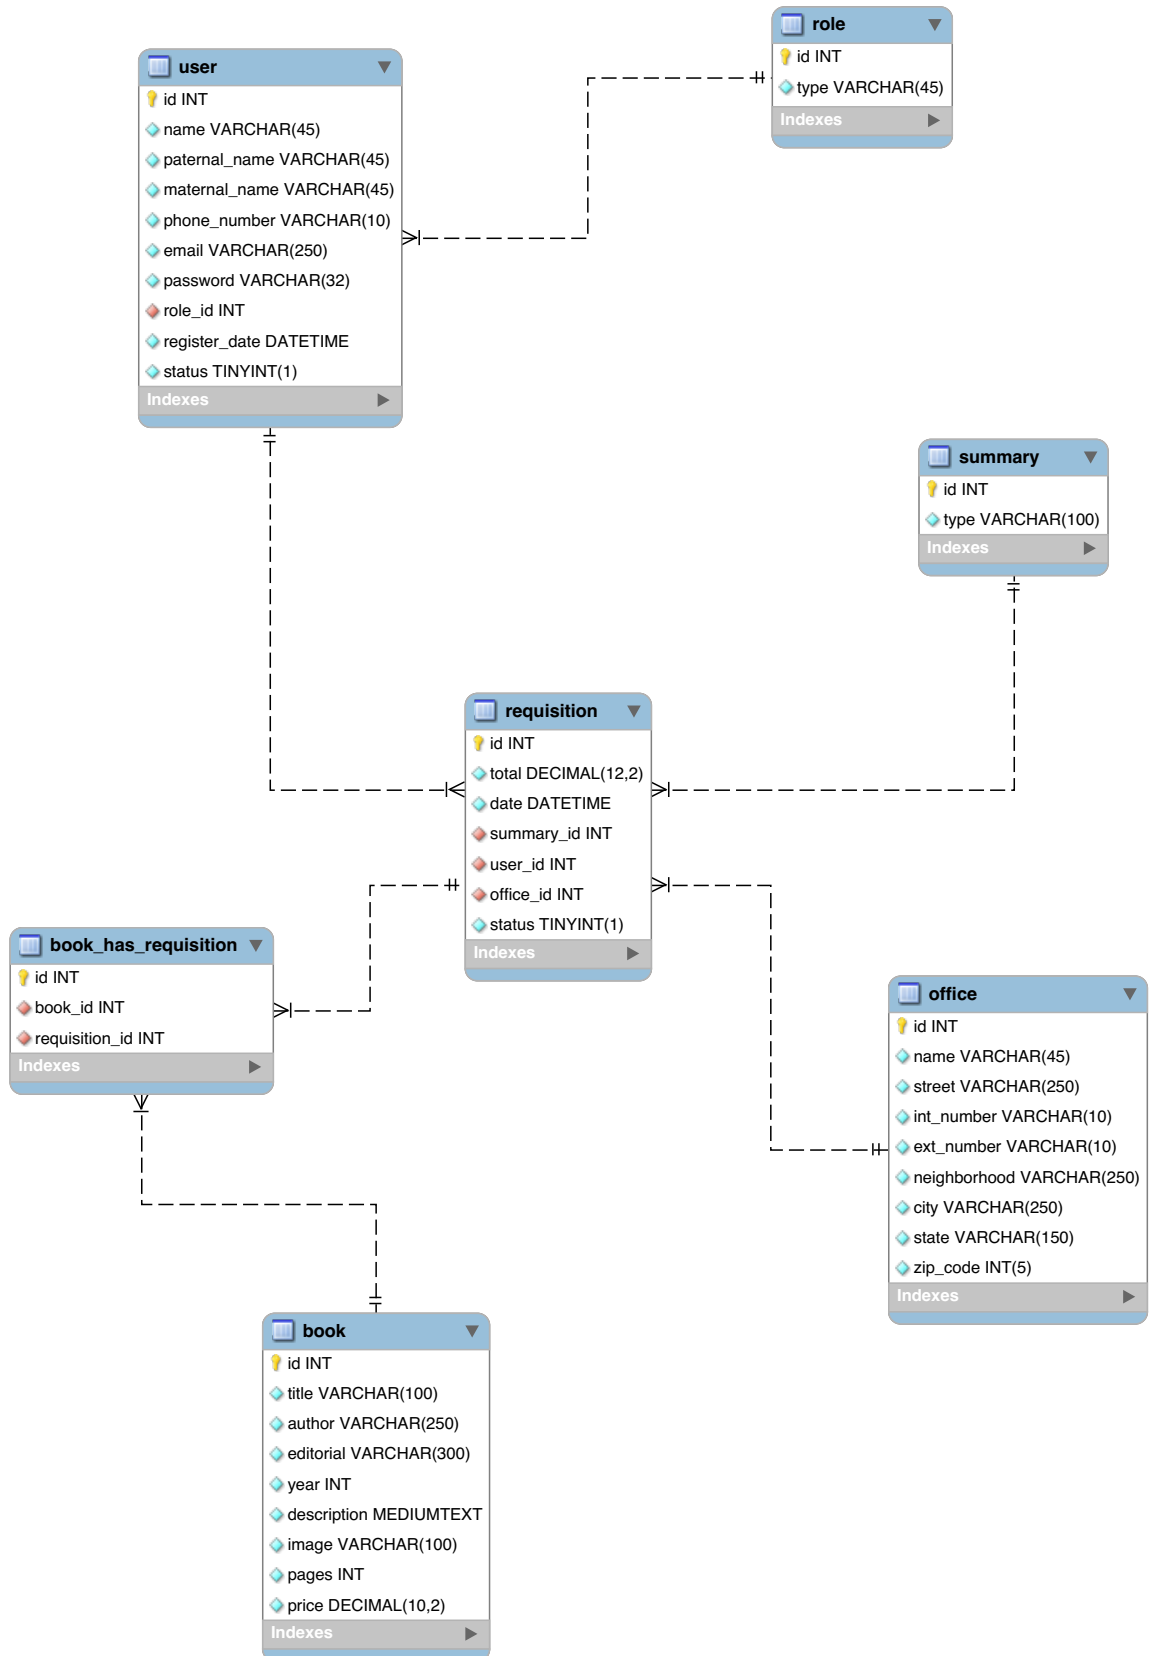 role
id INT
type VARCHAR(45)
Indexes
user
id INT
name VARCHAR(45)
paternal_name VARCHAR(45)
maternal_name VARCHAR(45)
phone_number VARCHAR(10)
email VARCHAR(250)
password VARCHAR(32)
role_id INT
register_date DATETIME
status TINYINT(1)
Indexes
summary
id INT
type VARCHAR(100)
Indexes
requisition
id INT
total DECIMAL(12,2)
date DATETIME
summary_id INT
user_id INT
office_id INT
status TINYINT(1)
Indexes
book_has_requisition
id INT
book_id INT
requisition_id INT
Indexes
office
id INT
name VARCHAR(45)
street VARCHAR(250)
int_number VARCHAR(10)
ext_number VARCHAR(10)
neighborhood VARCHAR(250)
city VARCHAR(250)
state VARCHAR(150)
zip_code INT(5)
Indexes
book
id INT
title VARCHAR(100)
author VARCHAR(250)
editorial VARCHAR(300)
year INT
description MEDIUMTEXT
image VARCHAR(100)
pages INT
price DECIMAL(10,2)
Indexes